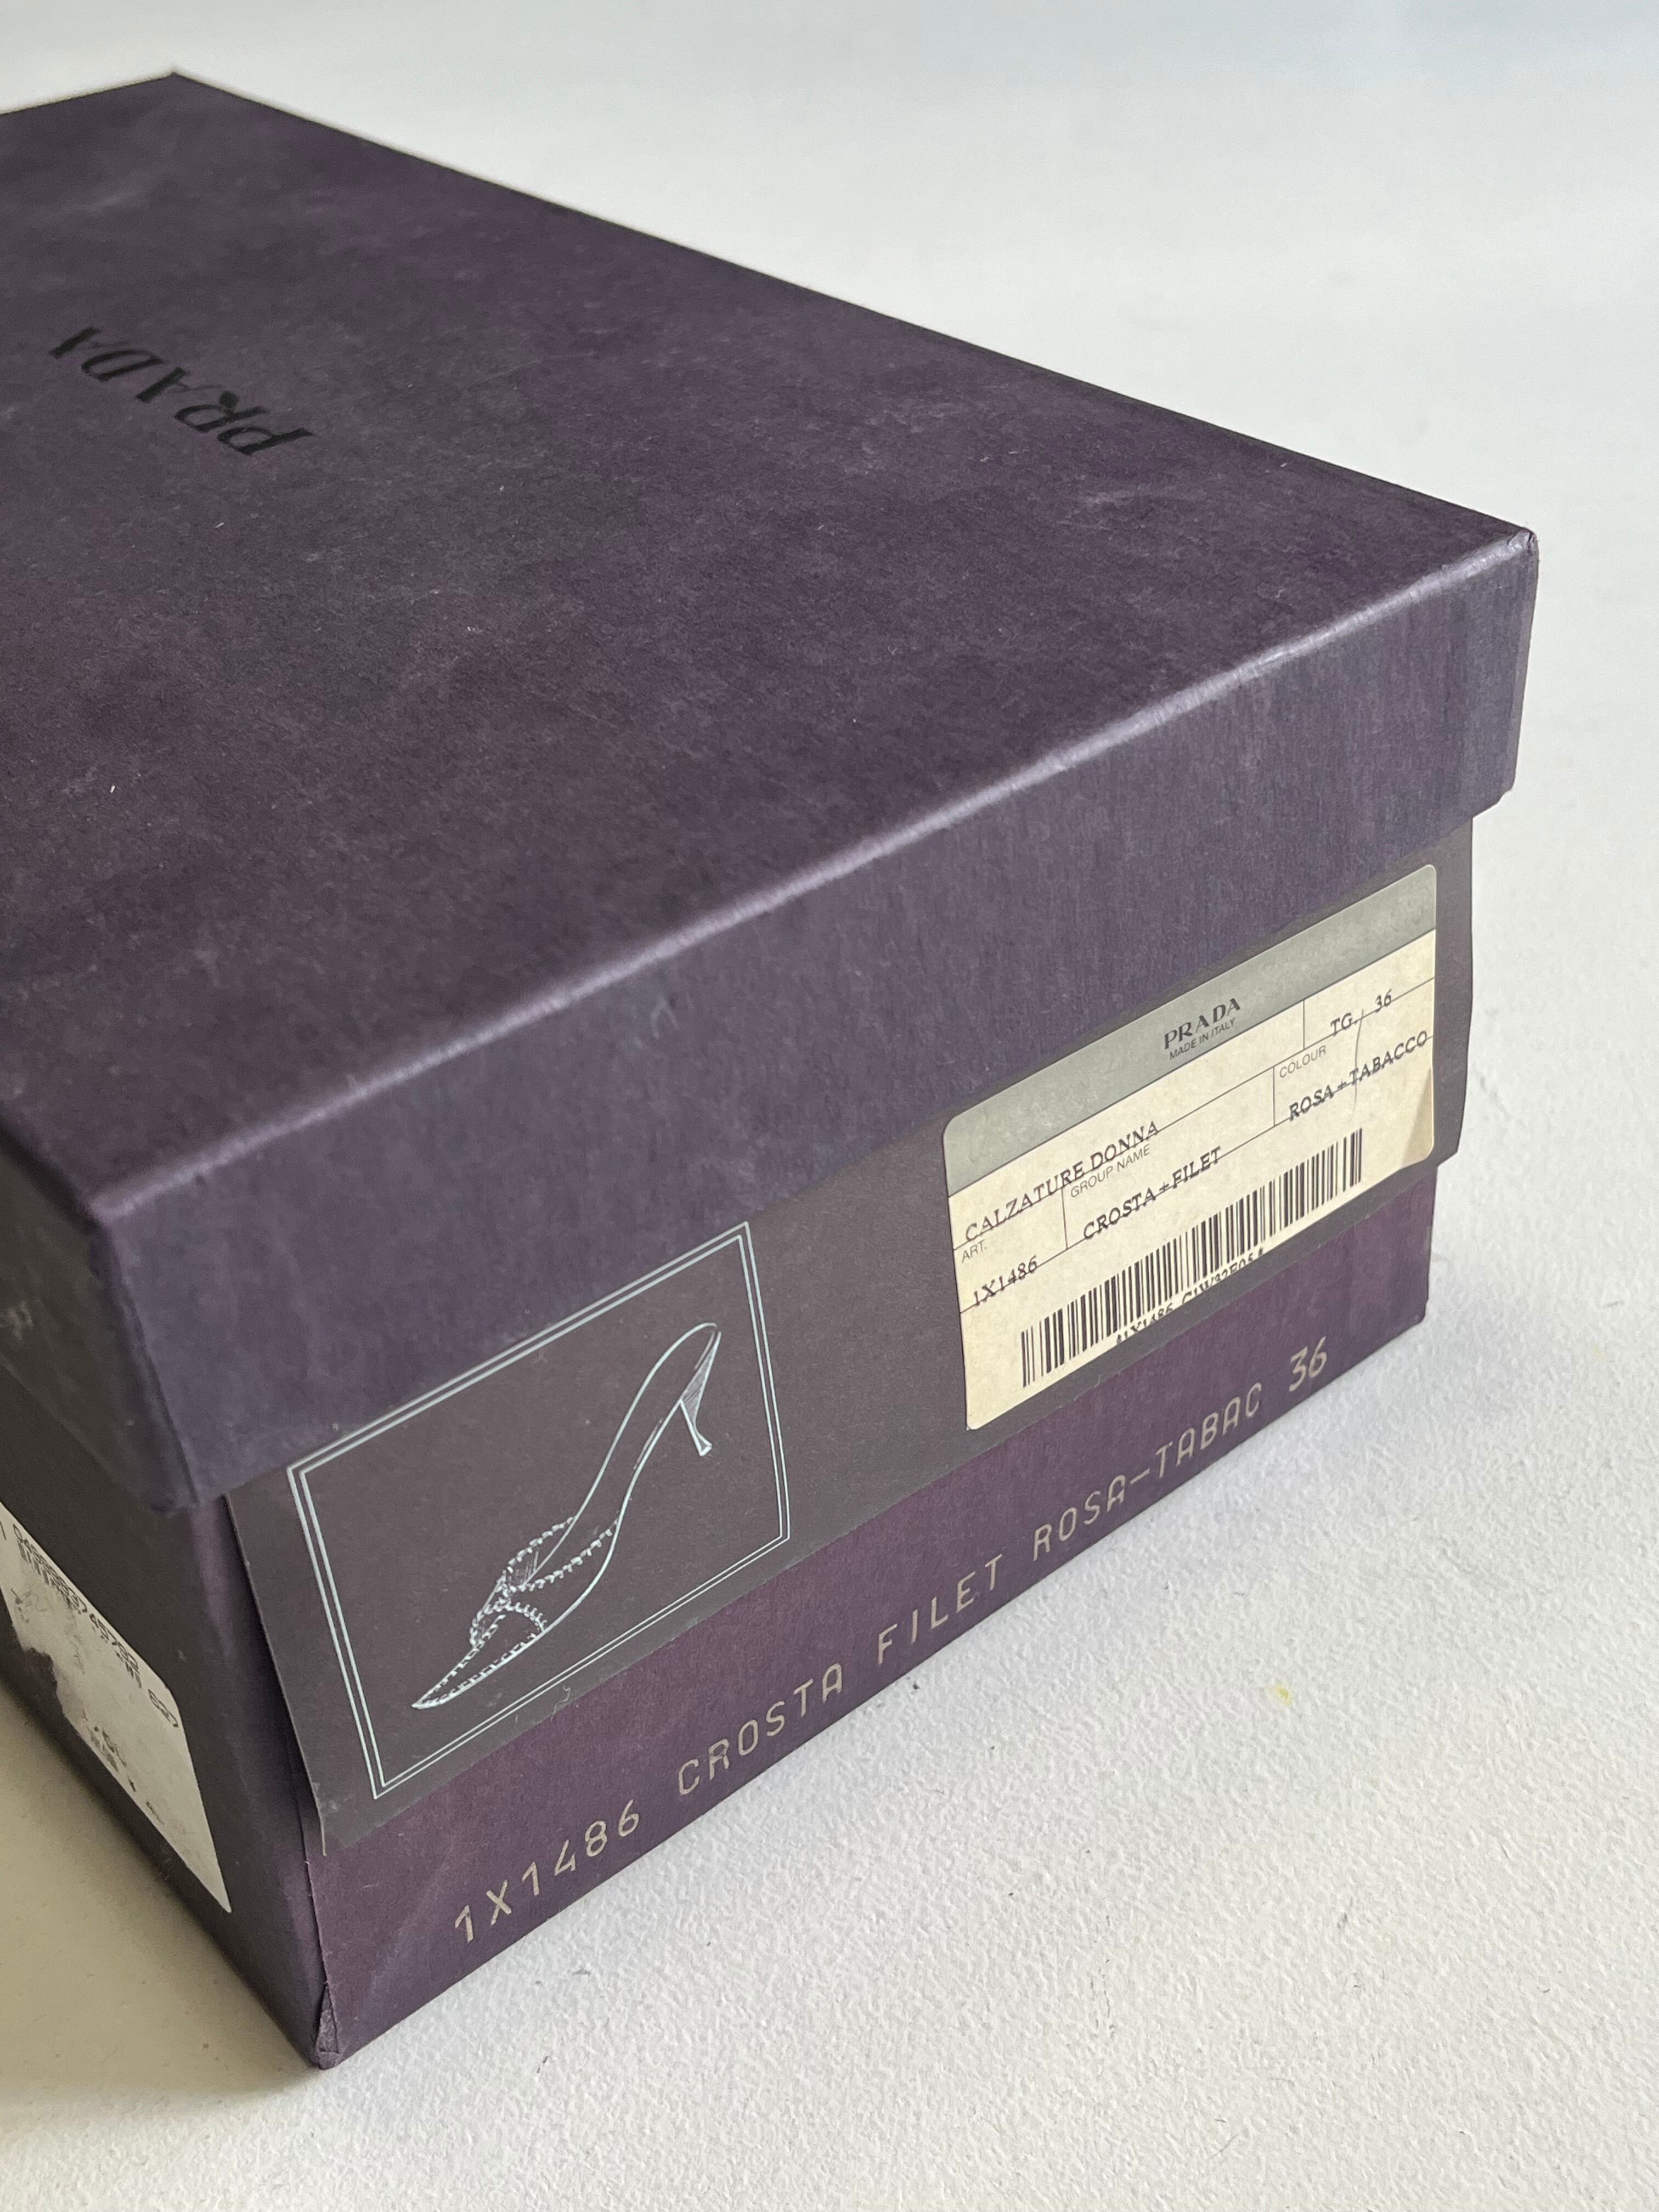 PRADA
PRADA
MADE IN ITALY
TG. 36
CALZATURE DONNA
COLOUR
ROSA+TABACCO
ART.
GROUP NAME
1X1486
CROSTA+FILET
1X1486 CROSTA FILET ROSA-TABAC 36